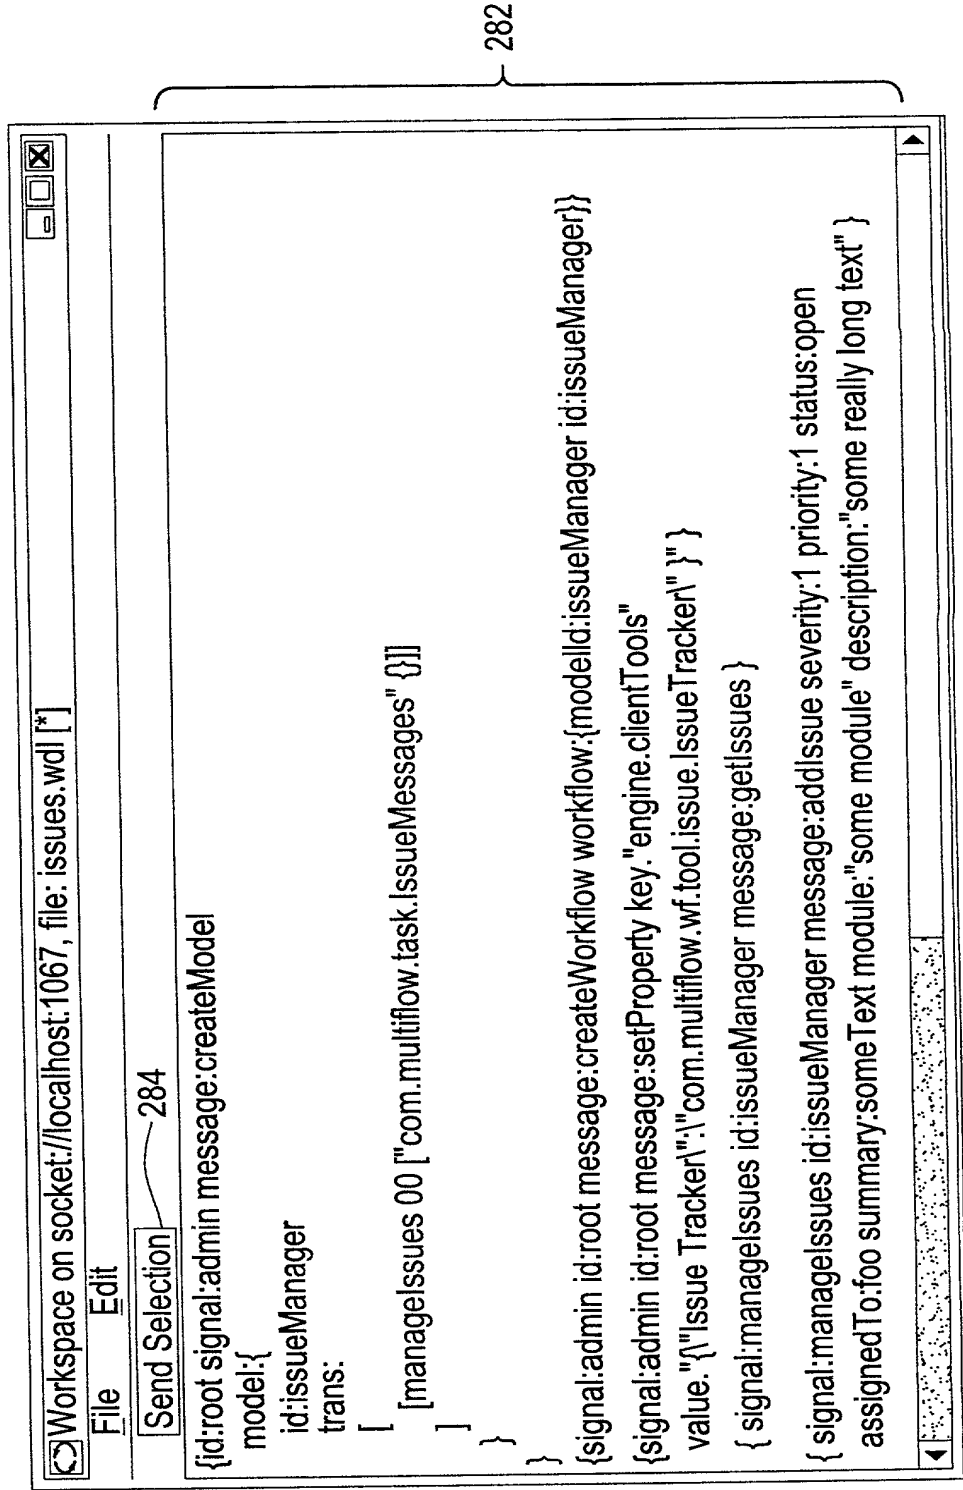 Workspace on socket://localhost:1067, file: issues.wdl [*]
File Edit
Send Selection
284
{id:root signal:admin message:createModel
model:{
id:issueManager
trans:
[
[manageIssues 00 ["com.multiflow.task.IssueMessages" {}]]
]
}
}
{signal:admin id:root message:createWorkflow workflow:{modelId:issueManager id:issueManager}}
{signal:admin id:root message:setProperty key."engine.clientTools"
value."{\"Issue Tracker\":\"com.multiflow.wf.tool.issue.IssueTracker\" }" }
{ signal:manageIssues id:issueManager message:getIssues }
{ signal:manageIssues id:issueManager message:addIssue severity:1 priority:1 status:open
assignedTo:foo summary:someText module:"some module" description:"some really long text" }
282